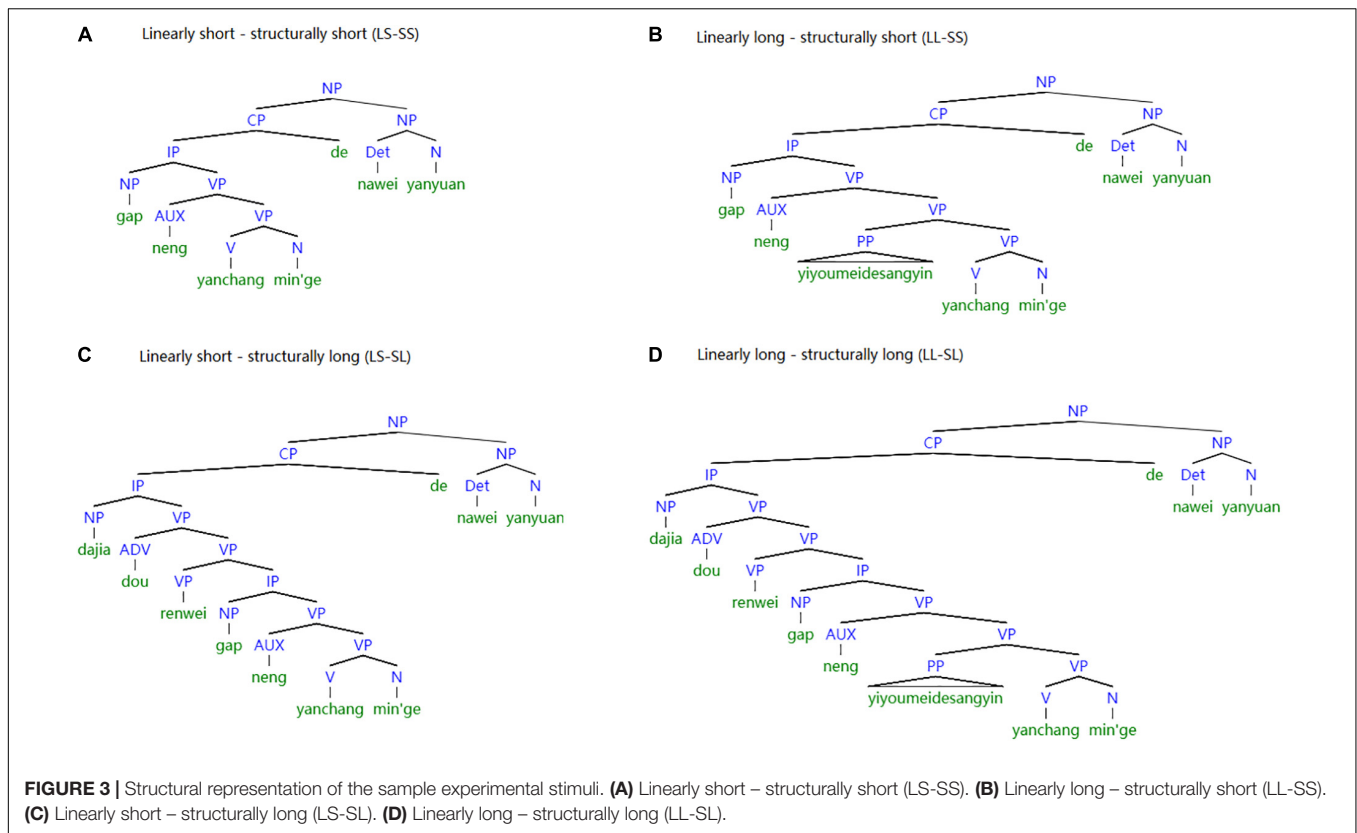 A Linearly short - structurally short (LS-SS)
NP
CP NP
IP de Det N
nawei yanyuan
NP VP
gap AUX VP
neng V N
yanchang min'ge
B Linearly long - structurally short (LL-SS)
NP
CP NP
IP de Det N
nawei yanyuan
NP VP
gap AUX VP
neng PP VP
yiyoumeidesangyin V N
yanchang min'ge
C Linearly short - structurally long (LS-SL)
NP
CP NP
IP de Det N
nawei yanyuan
NP VP
dajia ADV VP
dou VP IP
renwei NP VP
gap AUX VP
neng V N
yanchang min'ge
D Linearly long - structurally long (LL-SL)
NP
CP NP
IP de Det N
nawei yanyuan
NP VP
dajia ADV VP
dou VP IP
renwei NP VP
gap AUX VP
neng PP VP
yiyoumeidesangyin V N
yanchang min'ge
FIGURE 3 | Structural representation of the sample experimental stimuli. (A) Linearly short – structurally short (LS-SS). (B) Linearly long – structurally short (LL-SS).
(C) Linearly short – structurally long (LS-SL). (D) Linearly long – structurally long (LL-SL).